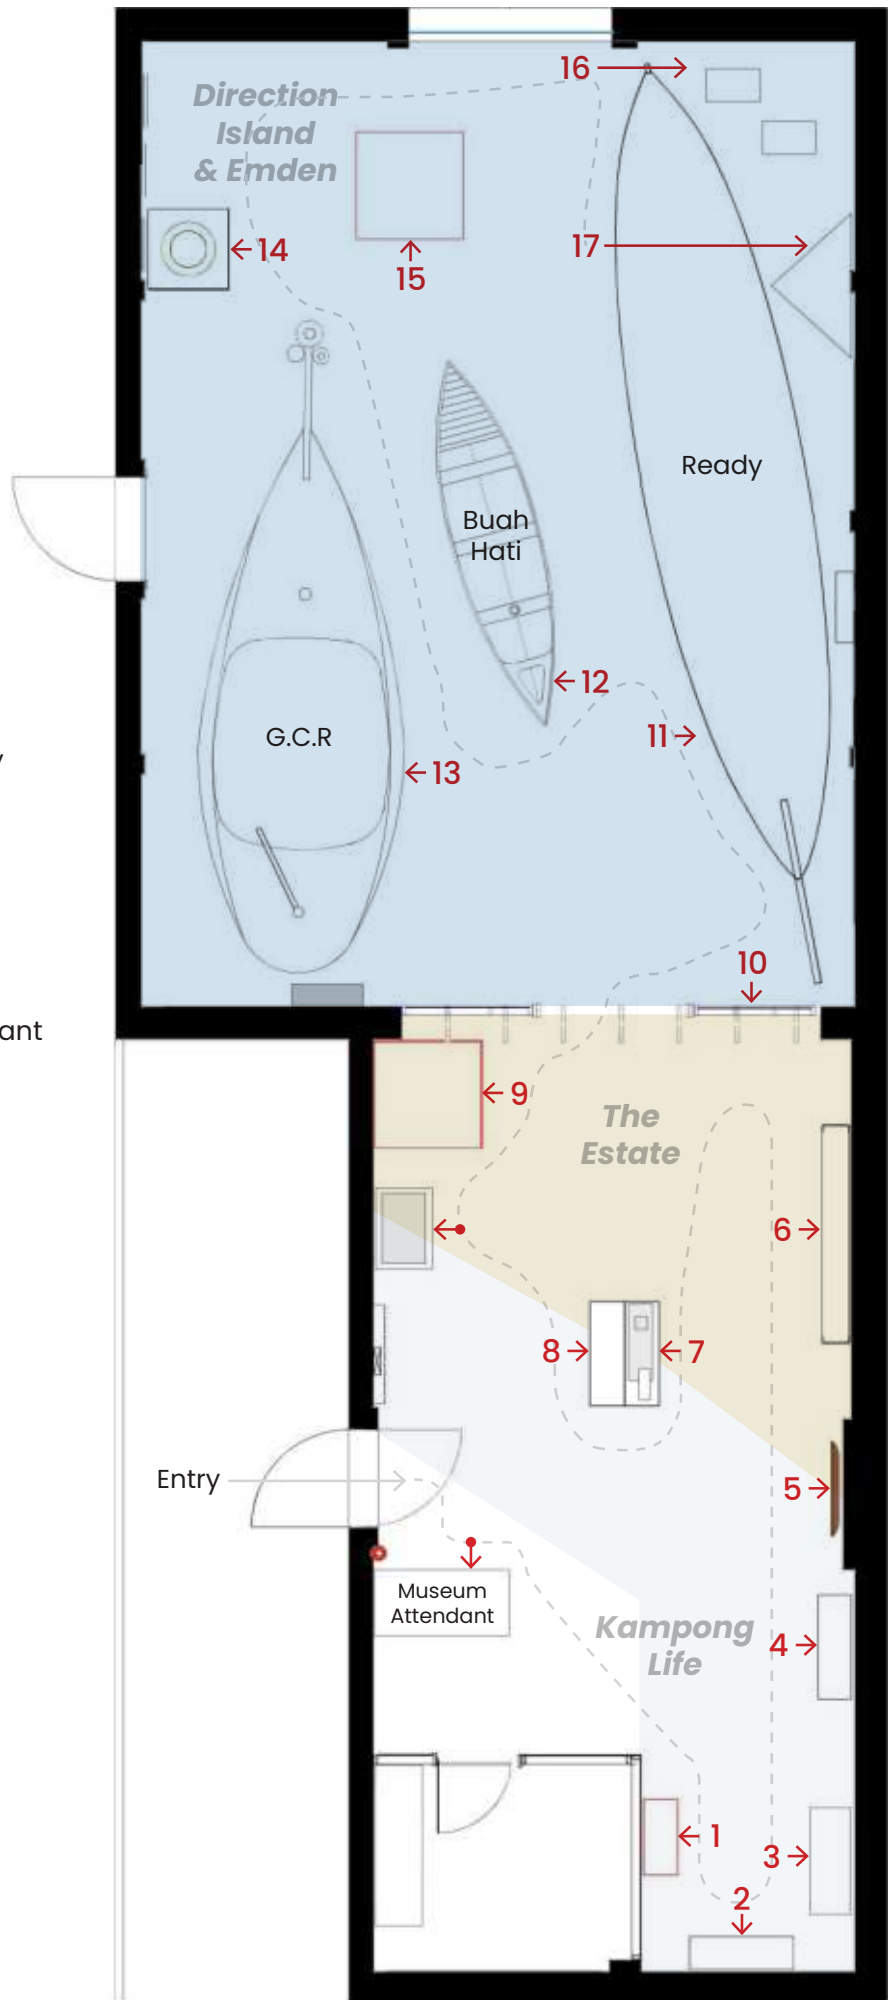 16
Direction
Island
& Emden
17
14
15
Ready
Buah
Hati
12
11
G.C.R
13
y
10
ant
9
The
Estate
6
8
7
Entry
5
Museum
Attendant
Kampong
Life
4
1
3
2